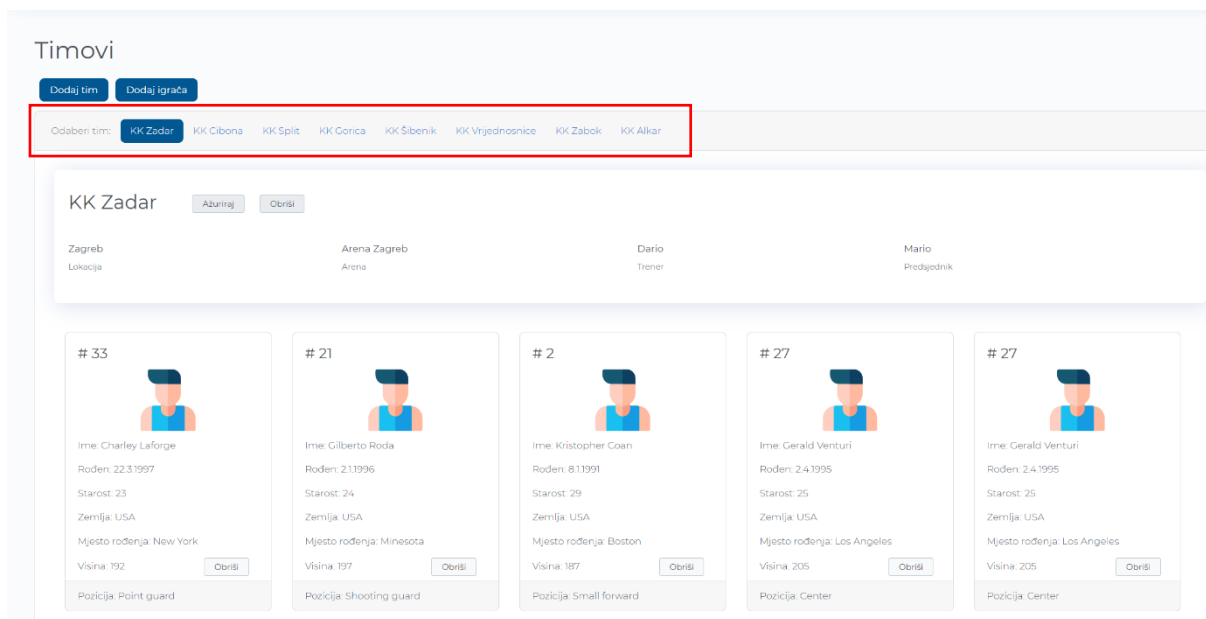 Timovi
Dodaj tim Dodaj igrača
Odaberi tim: KK Zadar KK Cibona KK Split KK Gorica KK Šibenik KK Vrijednosnice KK Zabok KK Alkar
KK Zadar Ažuriraj Obriši
Zagreb Arena Zagreb Dario Mario
Lokacija Arena Trener Predsjednik
# 33 # 21 # 2 # 27 # 27
Ime: Charley Laforge Ime: Gilberto Roda Ime: Kristopher Coan Ime: Gerald Venturi Ime: Gerald Venturi
Rođen: 22.3.1997 Rođen: 2.1.1996 Rođen: 8.1.1991 Rođen: 2.4.1995 Rođen: 2.4.1995
Starost: 23 Starost: 24 Starost: 29 Starost: 25 Starost: 25
Zemlja: USA Zemlja: USA Zemlja: USA Zemlja: USA Zemlja: USA
Mjesto rođenja: New York Mjesto rođenja: Minesota Mjesto rođenja: Boston Mjesto rođenja: Los Angeles Mjesto rođenja: Los Angeles
Visina: 192 Obriši Visina: 197 Obriši Visina: 187 Obriši Visina: 205 Obriši Visina: 205 Obriši
Pozicija: Point guard Pozicija: Shooting guard Pozicija: Small forward Pozicija: Center Pozicija: Center